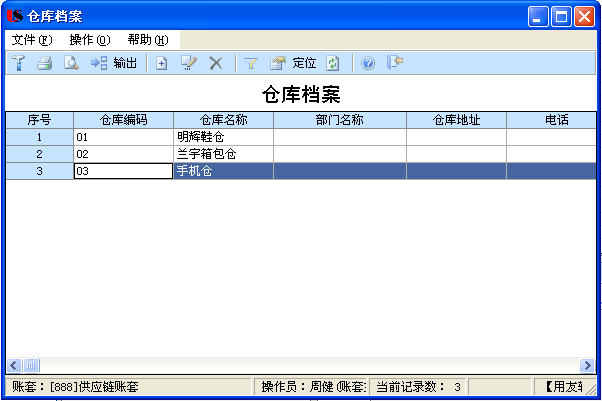 仓库档案
文件(F) 操作(O) 帮助(H)
输出 定位
仓库档案
序号 仓库编码 仓库名称 部门名称 仓库地址 电话
1 01 明辉鞋仓
2 02 兰宇箱包仓
3 03 手机仓
账套：[888]供应链账套 操作员：周健(账套主 当前记录数： 3 【用友软